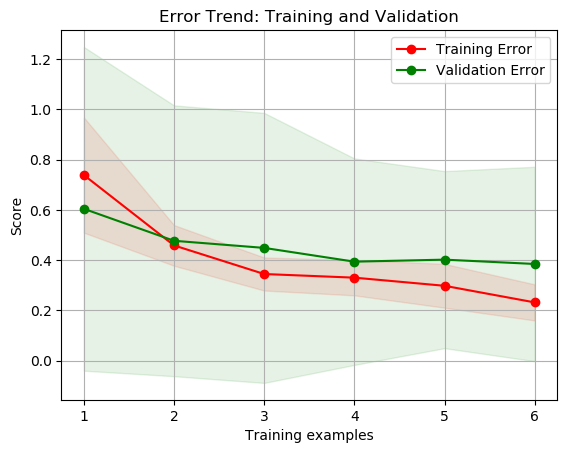 Error Trend: Training and Validation
Training Error
Validation Error
Score
1.2
1.0
0.8
0.6
0.4
0.2
0.0
1 2 3 4 5 6
Training examples